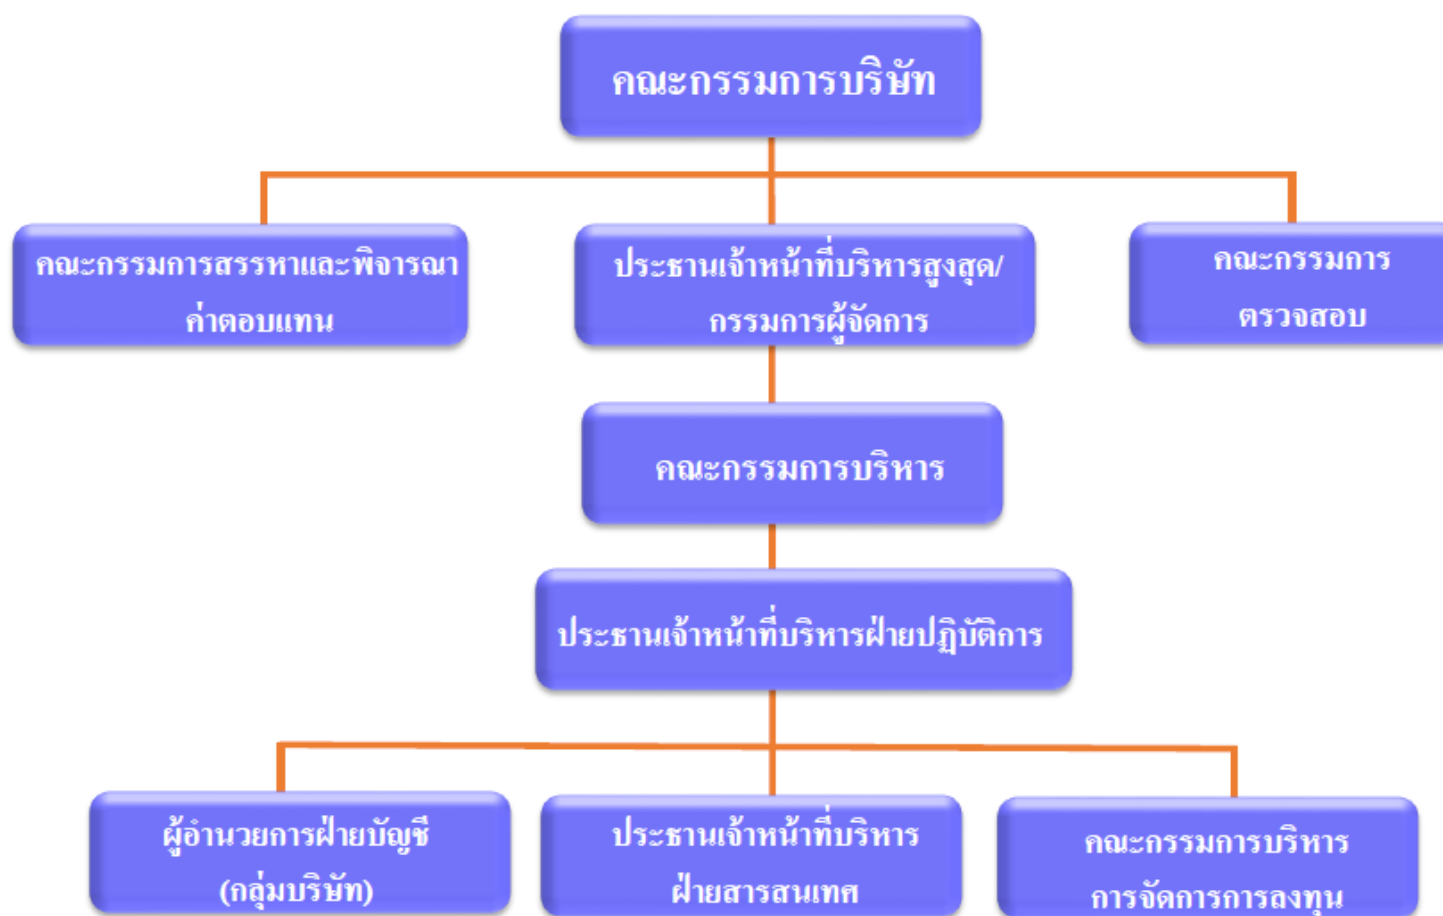 คณะกรรมการบริษัท
คณะกรรมการสรรหาและพิจารณา
ค่าตอบแทน
ประธานเจ้าหน้าที่บริหารสูงสุด/
กรรมการผู้จัดการ
คณะกรรมการ
ตรวจสอบ
คณะกรรมการบริหาร
ประธานเจ้าหน้าที่บริหารฝ่ายปฏิบัติการ
ผู้อำนวยการฝ่ายบัญชี
(กลุ่มบริษัท)
ประธานเจ้าหน้าที่บริหาร
ฝ่ายสารสนเทศ
คณะกรรมการบริหาร
การจัดการการลงทุน